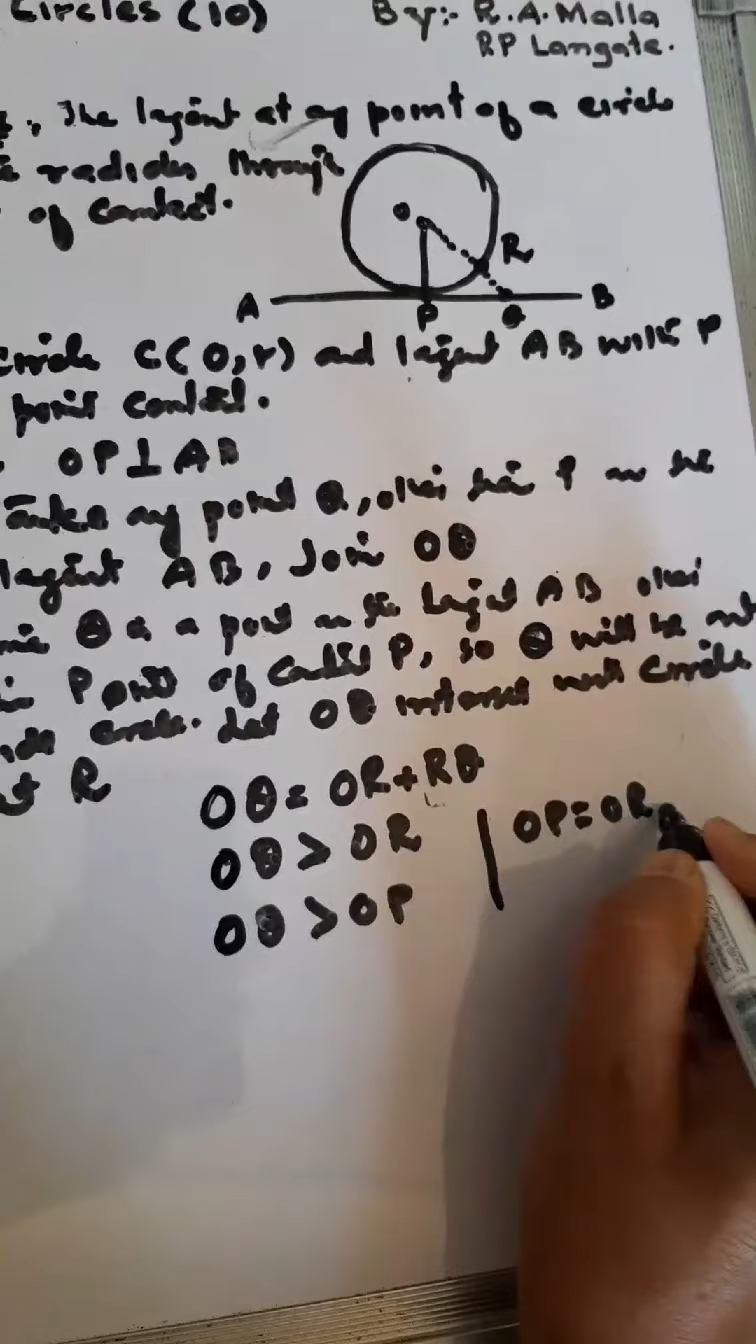 Circles (10) By:- R.A. Malla
RP Langate.
The tangent at any point of a circle
radides through
of contact.
O
R
A P Q B
Circle C(O,r) and tangent AB with P
point contact.
OP⊥AB
any point Q, other than P on the
tangent AB, Join OQ
Q is a point on the tangent AB other
Point of contact P, so Q will be out
circle. Let OQ intersect with Circle
at R
OQ = OR + RQ
OQ > OR | OP = OR
OQ > OP